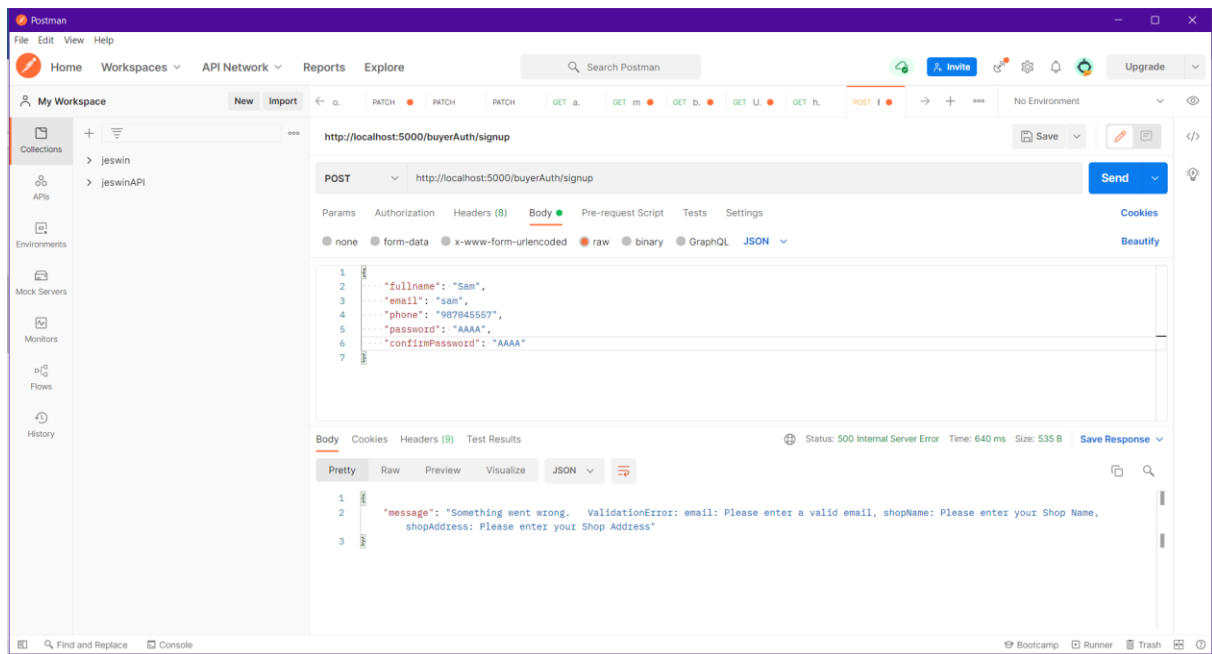 Postman
File Edit View Help
Home Workspaces API Network Reports Explore Search Postman Invite Upgrade
My Workspace New Import o. PATCH PATCH PATCH GET a. GET m GET b. GET U. GET h. POST No Environment
Collections
APIs
Environments
Mock Servers
Monitors
Flows
History
jeswin
jeswinAPI
http://localhost:5000/buyerAuth/signup Save
POST http://localhost:5000/buyerAuth/signup Send
Params Authorization Headers (8) Body Pre-request Script Tests Settings Cookies
none form-data x-www-form-urlencoded raw binary GraphQL JSON Beautify
1 {
2 "fullname": "Sam",
3 "email": "sam",
4 "phone": "987045557",
5 "password": "AAAA",
6 "confirmPassword": "AAAA"
7 }
Body Cookies Headers (9) Test Results Status: 500 Internal Server Error Time: 640 ms Size: 535 B Save Response
Pretty Raw Preview Visualize JSON
1 {
2 "message": "Something went wrong. ValidationError: email: Please enter a valid email, shopName: Please enter your Shop Name,
shopAddress: Please enter your Shop Address"
3 }
Find and Replace Console Bootcamp Runner Trash